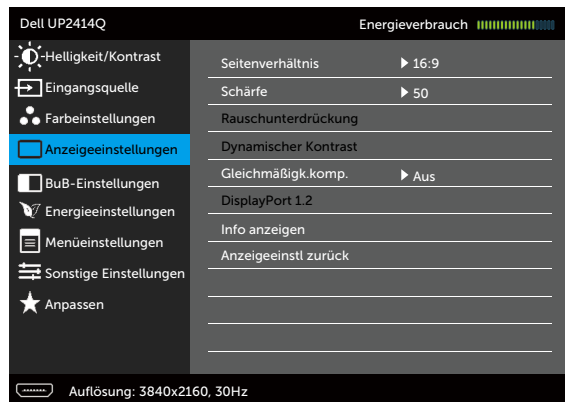 Dell UP2414Q
Energieverbrauch
Helligkeit/Kontrast
Eingangsquelle
Farbeinstellungen
Anzeigeeinstellungen
BuB-Einstellungen
Energieeinstellungen
Menüeinstellungen
Sonstige Einstellungen
Anpassen
Seitenverhältnis 16:9
Schärfe 50
Rauschunterdrückung
Dynamischer Kontrast
Gleichmäßigk.komp. Aus
DisplayPort 1.2
Info anzeigen
Anzeigeeinstl zurück
Auflösung: 3840x2160, 30Hz